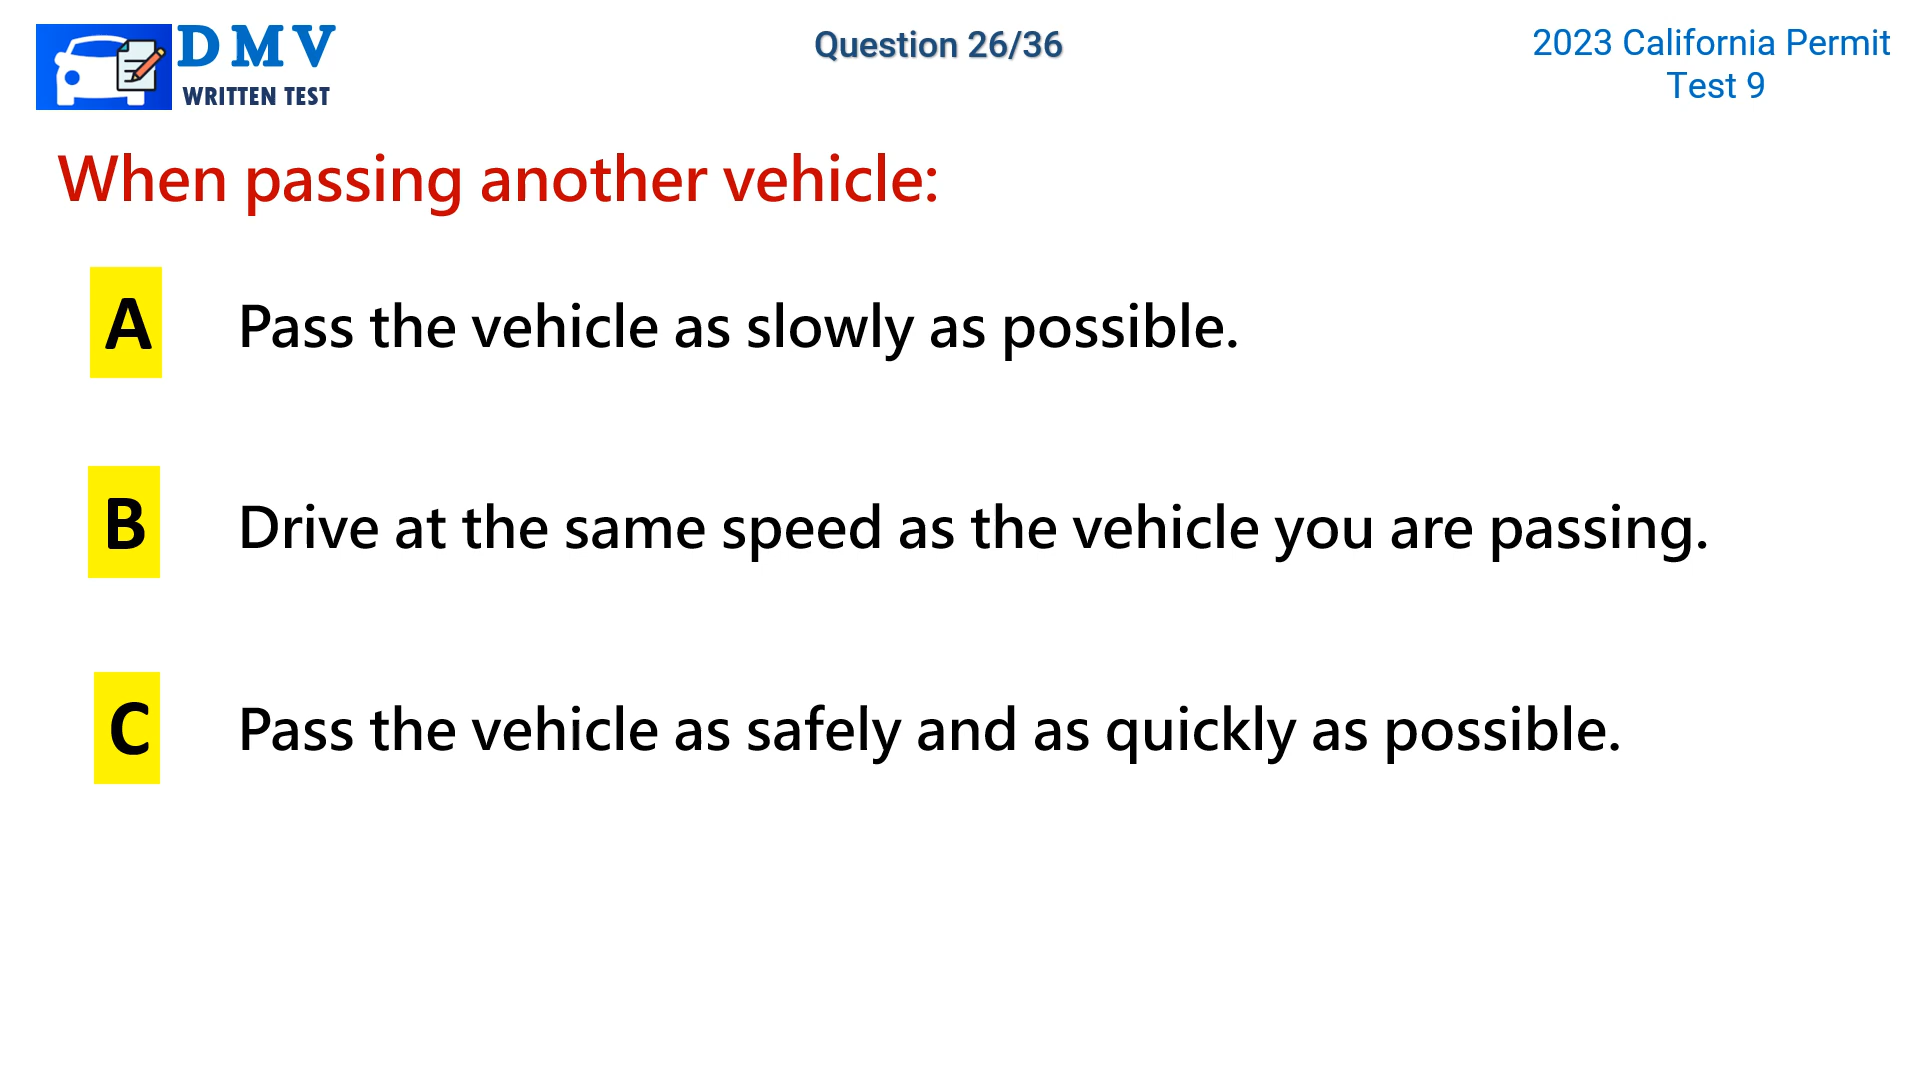 DMV
WRITTEN TEST
Question 26/36
2023 California Permit
Test 9
When passing another vehicle:
A Pass the vehicle as slowly as possible.
B Drive at the same speed as the vehicle you are passing.
C Pass the vehicle as safely and as quickly as possible.